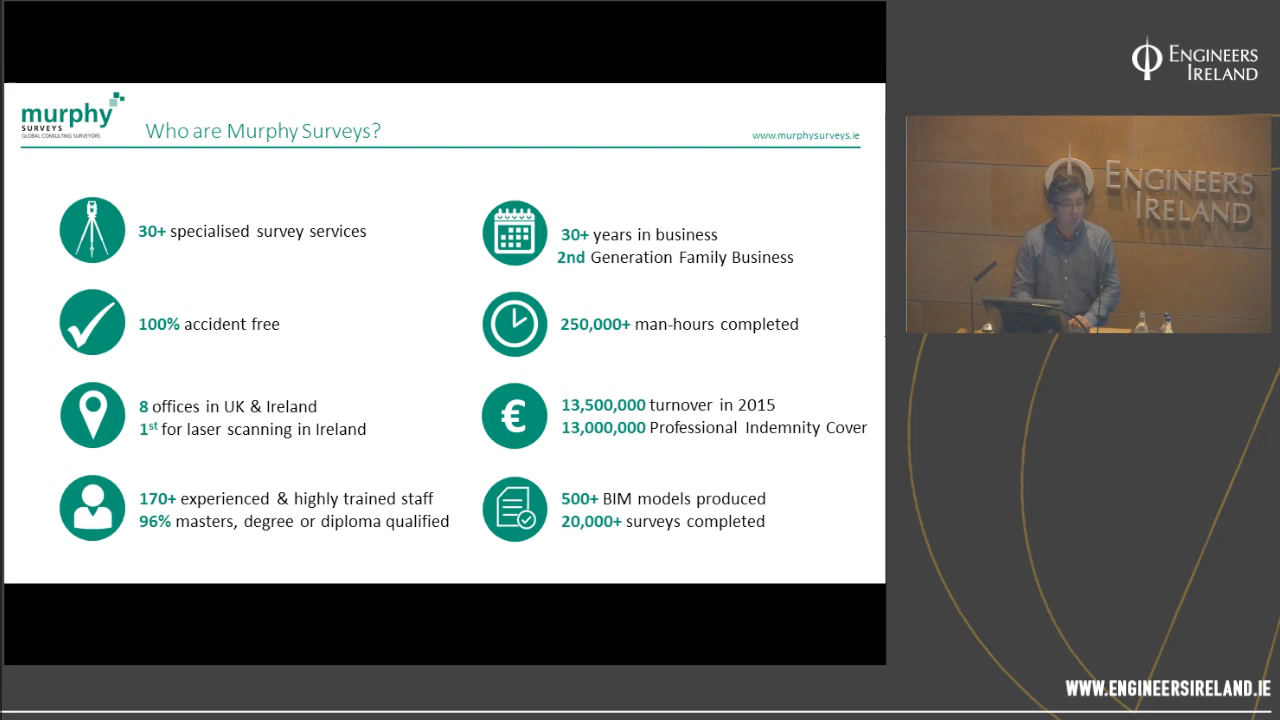 murphy
SURVEYS
GLOBAL CONSULTING SURVEYORS
Who are Murphy Surveys?
www.murphysurveys.ie
30+ specialised survey services
100% accident free
8 offices in UK & Ireland
1st for laser scanning in Ireland
170+ experienced & highly trained staff
96% masters, degree or diploma qualified
30+ years in business
2nd Generation Family Business
250,000+ man-hours completed
€
13,500,000 turnover in 2015
13,000,000 Professional Indemnity Cover
500+ BIM models produced
20,000+ surveys completed
ENGINEERS
IRELAND
ENGINEERS
IRELAND
WWW.ENGINEERSIRELAND.IE